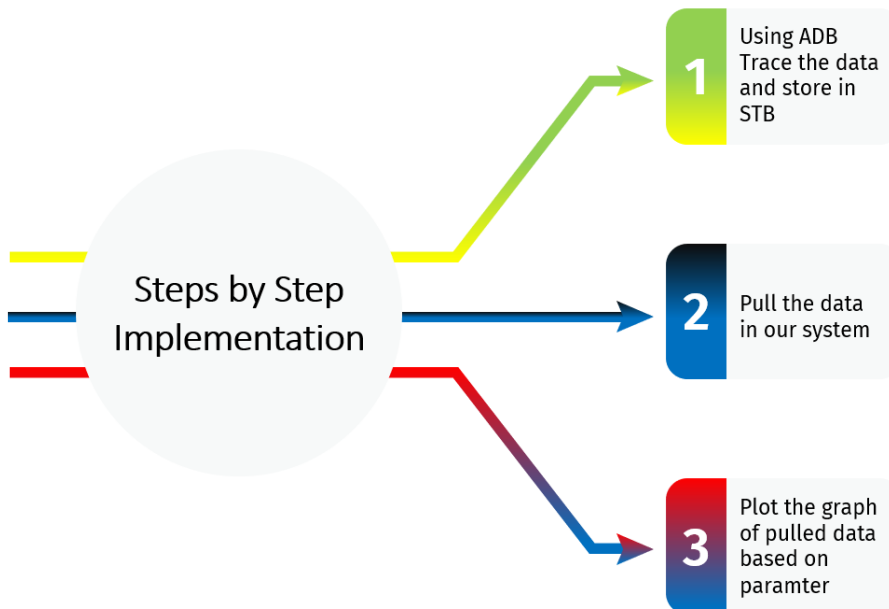 Steps by Step
Implementation
1
Using ADB
Trace the data
and store in
STB
2
Pull the data
in our system
3
Plot the graph
of pulled data
based on
paramter